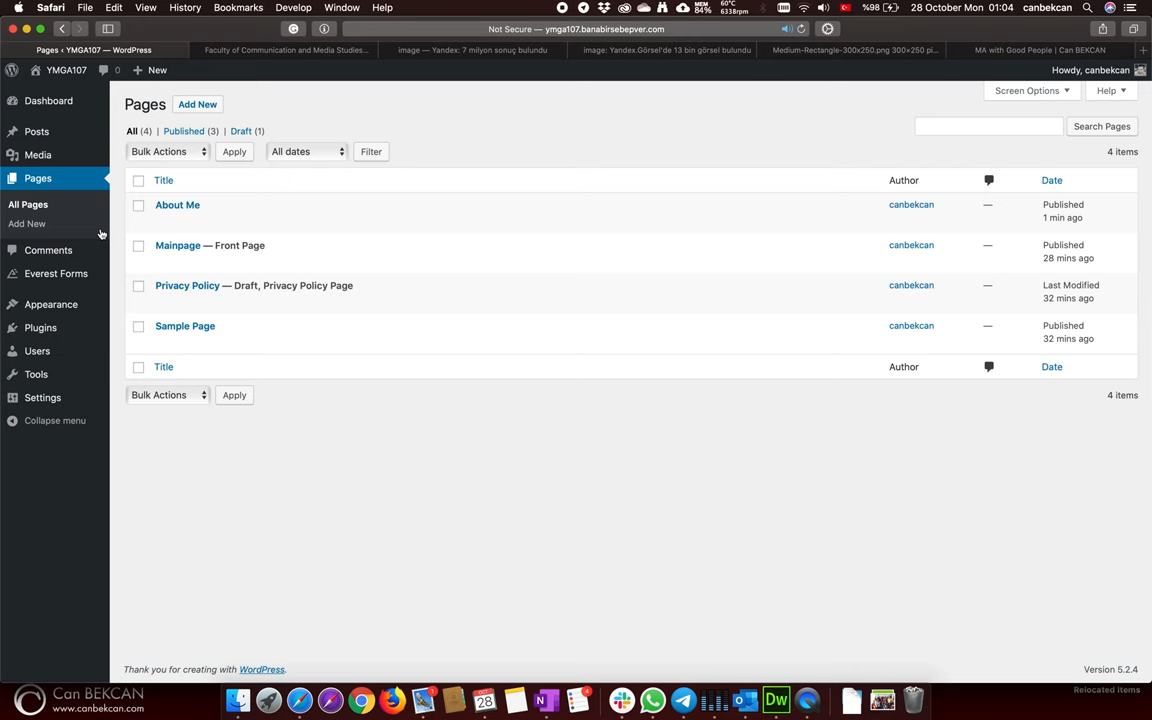 Safari File Edit View History Bookmarks Develop Window Help MEM 84% 60°C 6338rpm %98 28 October Mon 01:04 canbekcan
Not Secure — ymga107.banabirsebepver.com
Pages ‹ YMGA107 — WordPress Faculty of Communication and Media Studies... image — Yandex: 7 milyon sonuç bulundu image: Yandex.Görsel'de 13 bin görsel bulundu Medium-Rectangle-300x250.png 300×250 pi... MA with Good People | Can BEKCAN
YMGA107 0 New Howdy, canbekcan
Screen Options Help
Dashboard
Posts
Media
Pages
All Pages
Add New
Comments
Everest Forms
Appearance
Plugins
Users
Tools
Settings
Collapse menu
Pages Add New
All (4) | Published (3) | Draft (1)
Search Pages
Bulk Actions Apply All dates Filter 4 items
Title Author Date
About Me canbekcan — Published
1 min ago
Mainpage — Front Page canbekcan — Published
28 mins ago
Privacy Policy — Draft, Privacy Policy Page canbekcan — Last Modified
32 mins ago
Sample Page canbekcan — Published
32 mins ago
Title Author Date
Bulk Actions Apply 4 items
Thank you for creating with WordPress. Version 5.2.4
Can BEKCAN
www.canbekcan.com
OCT
28
4
Dw
Relocated Items